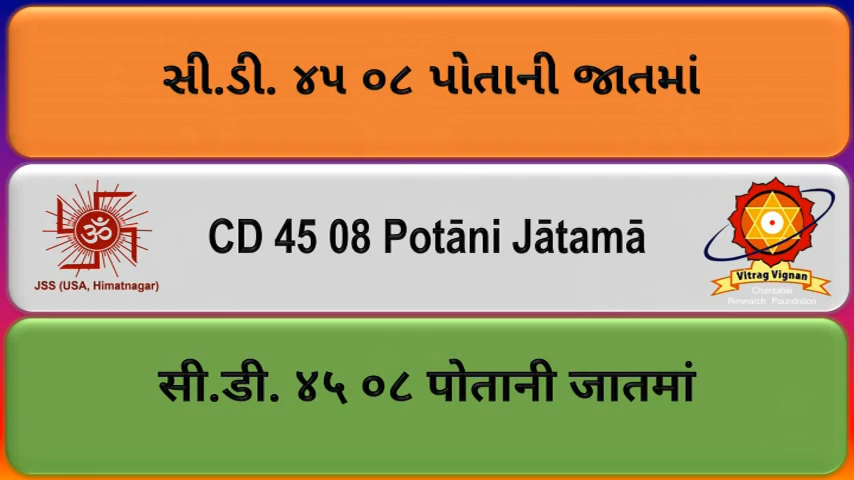 સી.ડી. ૪૫ ૦૮ પોતાની જાતમાં
ॐ
CD 45 08 Potāni Jātamā
JSS (USA, Himatnagar)
Vitrag Vignan
Charitable
Research Foundation
सी.डी. ४५ ०८ पोतानी जातमां